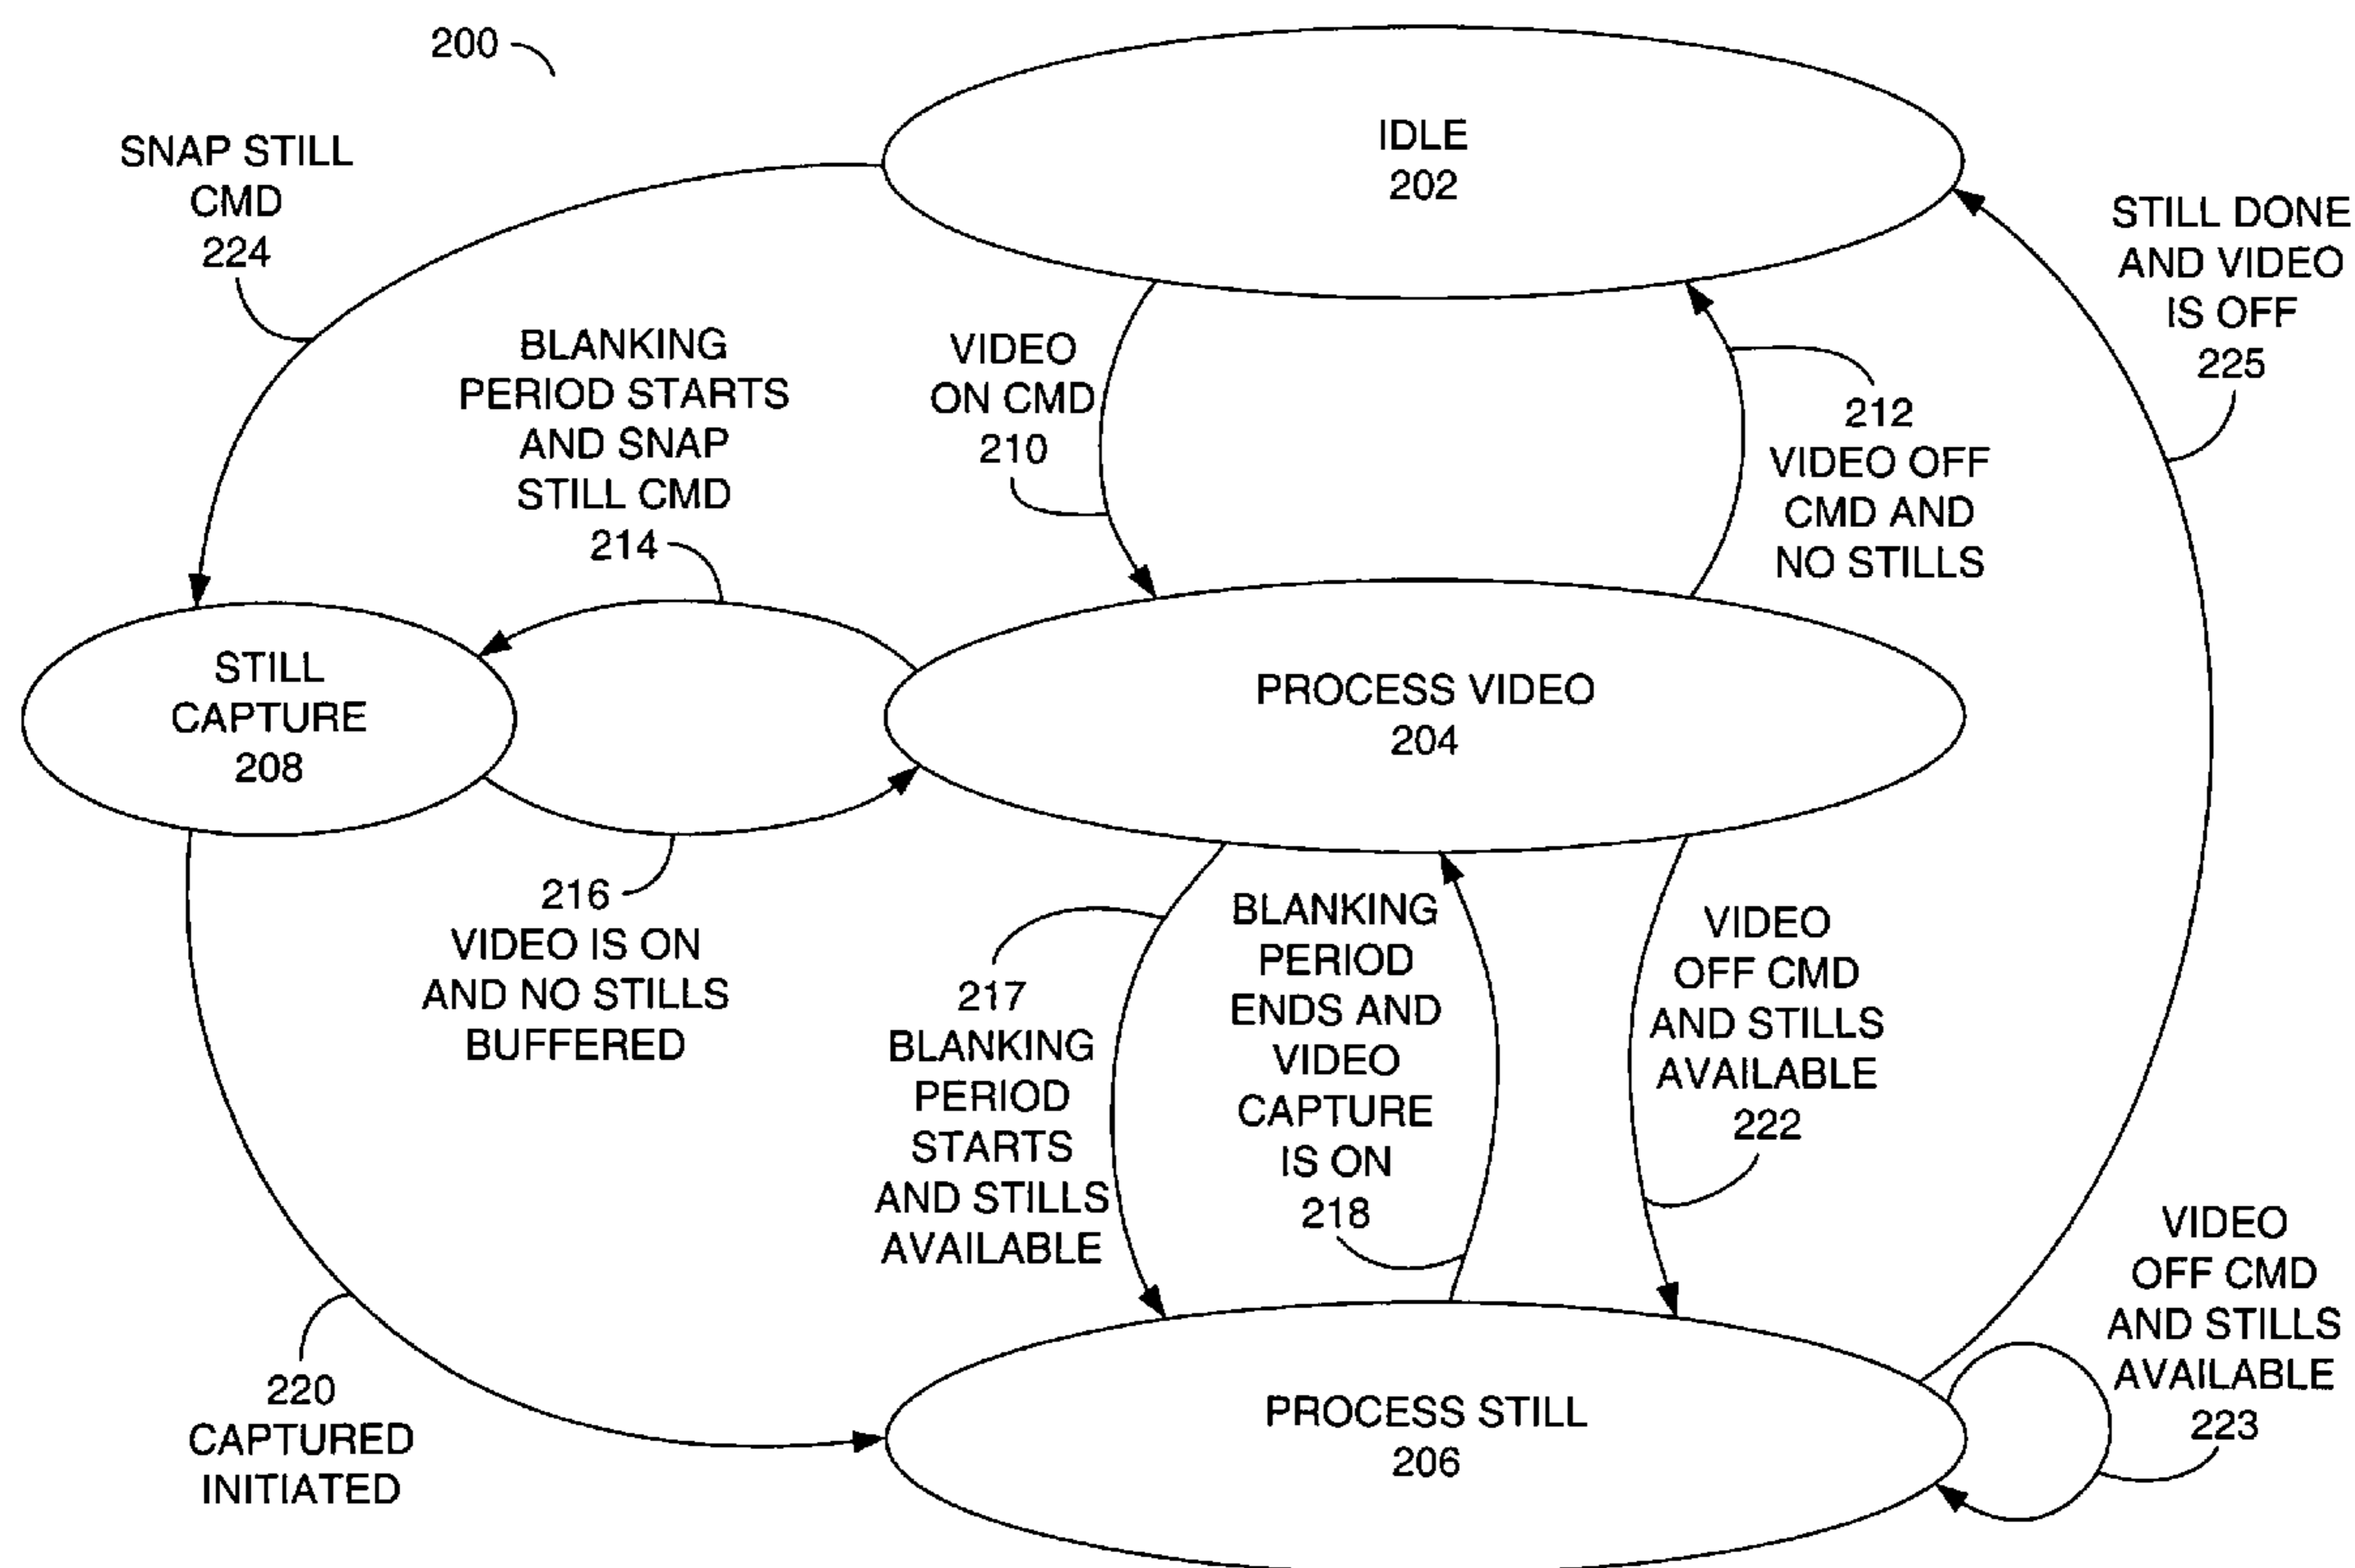 200
IDLE
202
SNAP STILL
CMD
224
STILL DONE
AND VIDEO
IS OFF
225
BLANKING
PERIOD STARTS
AND SNAP
STILL CMD
214
VIDEO
ON CMD
210
212
VIDEO OFF
CMD AND
NO STILLS
STILL
CAPTURE
208
PROCESS VIDEO
204
216
VIDEO IS ON
AND NO STILLS
BUFFERED
217
BLANKING
PERIOD
STARTS
AND STILLS
AVAILABLE
BLANKING
PERIOD
ENDS AND
VIDEO
CAPTURE
IS ON
218
VIDEO
OFF CMD
AND STILLS
AVAILABLE
222
VIDEO
OFF CMD
AND STILLS
AVAILABLE
223
220
CAPTURED
INITIATED
PROCESS STILL
206